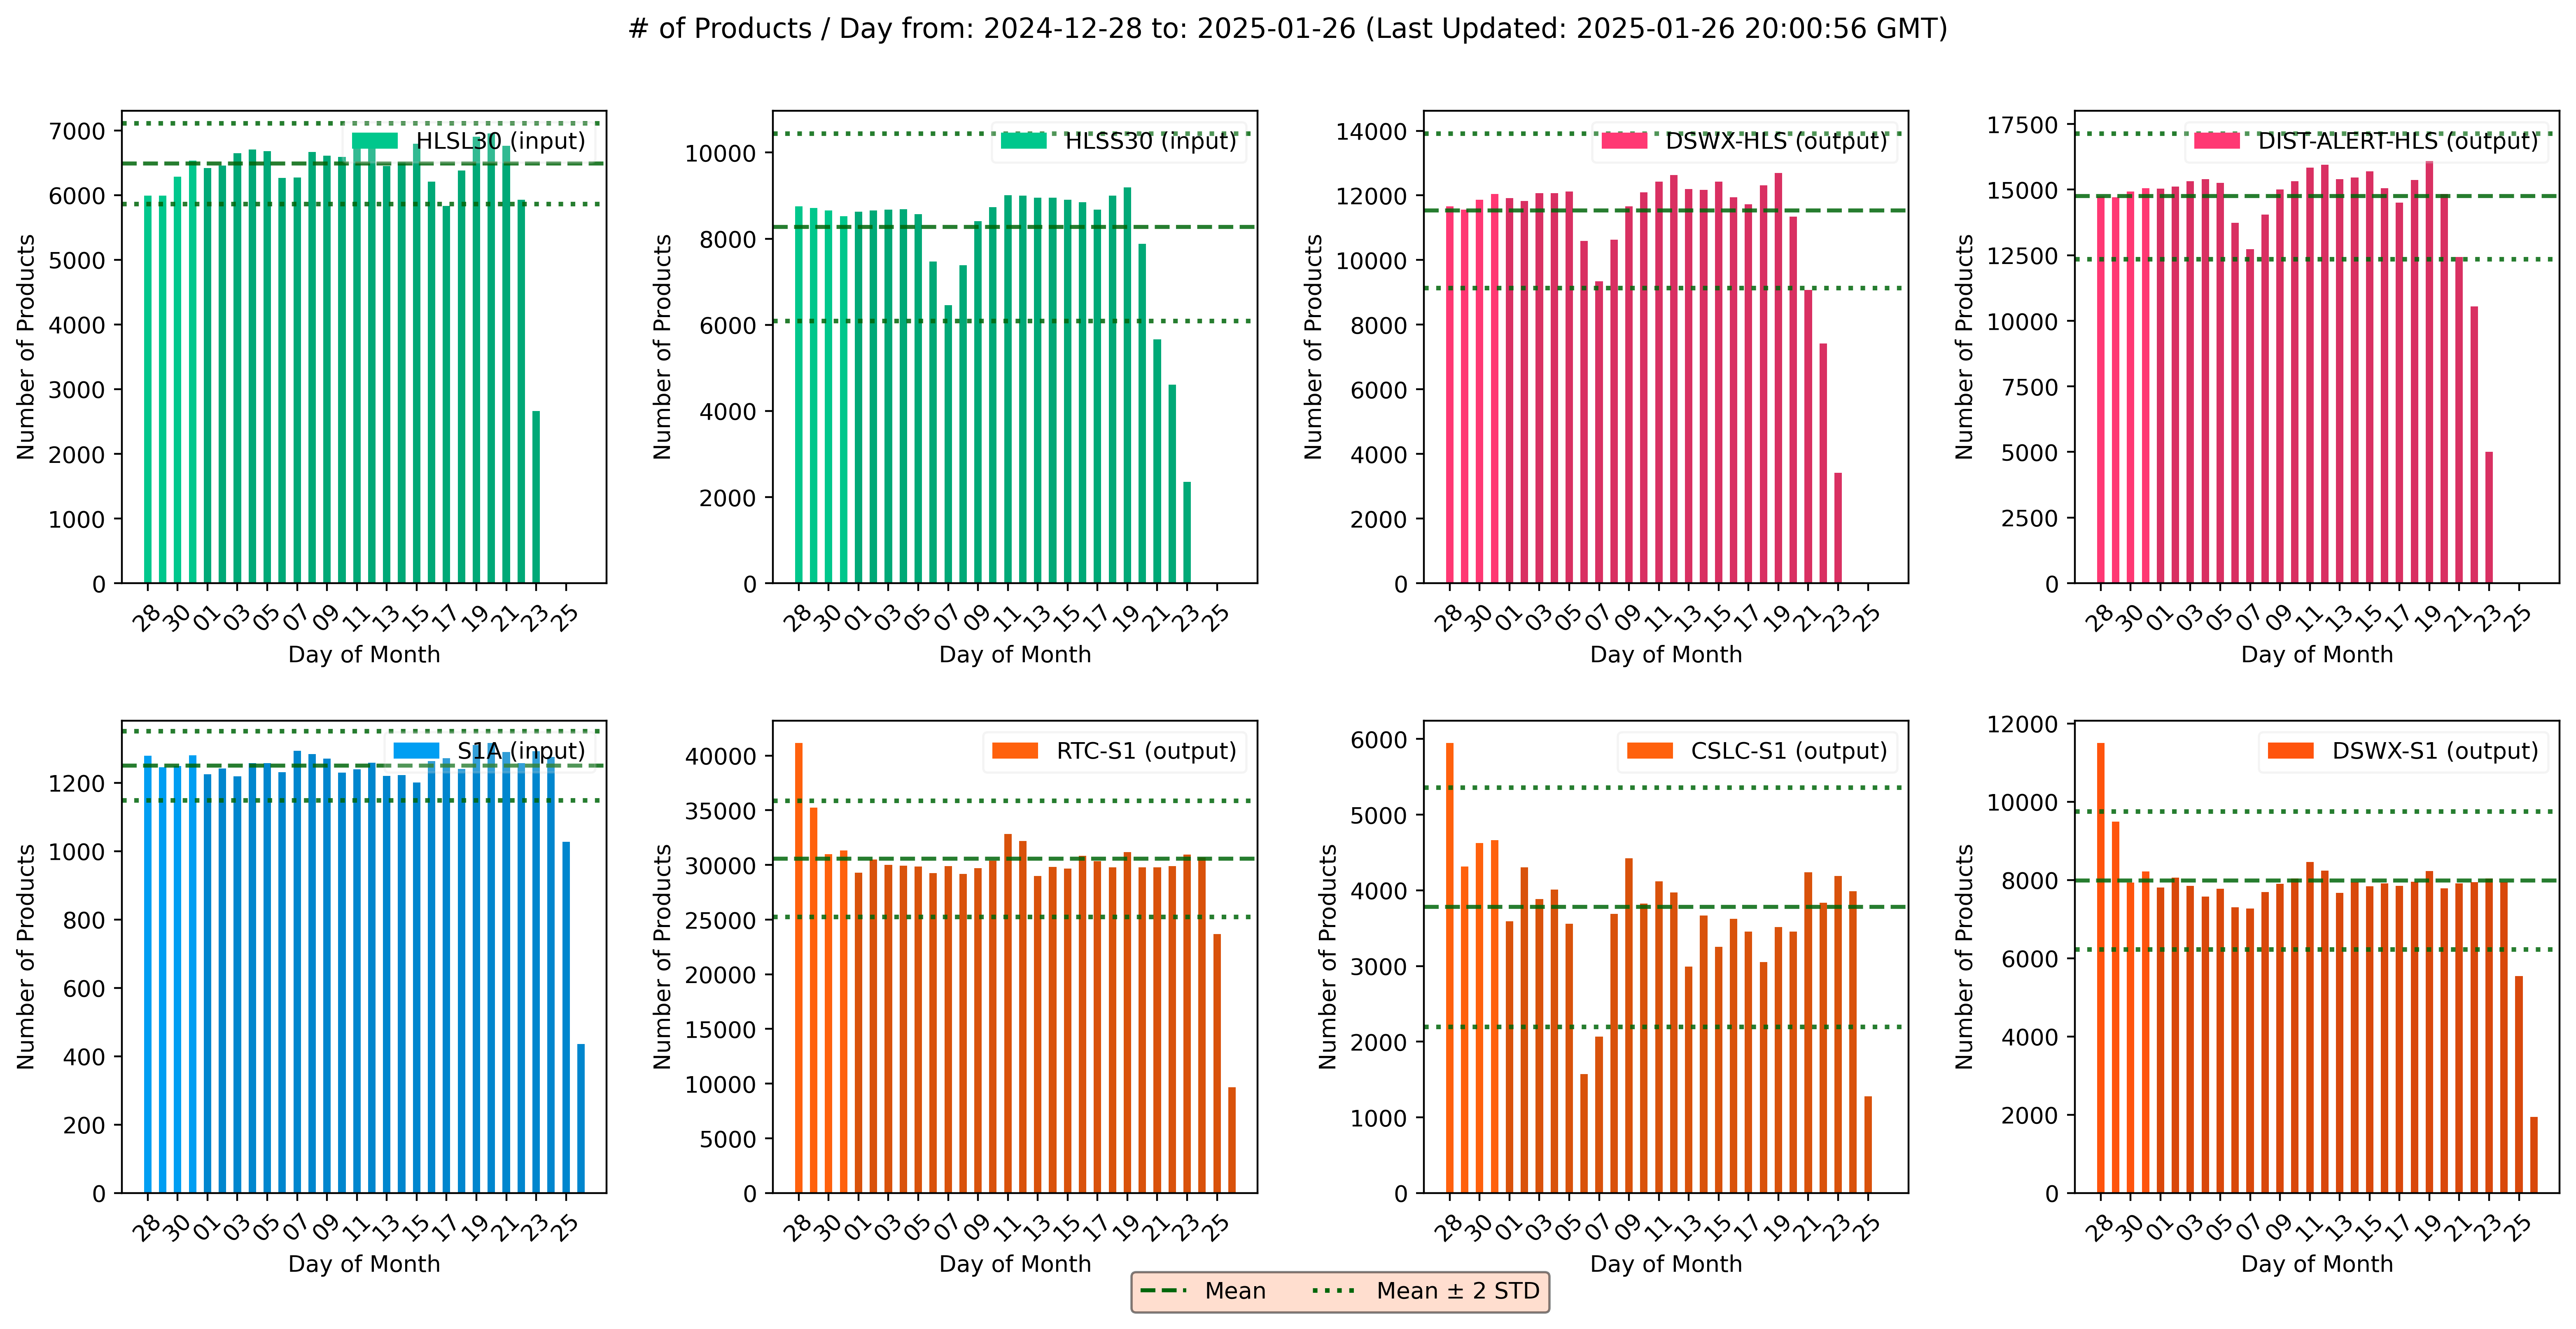 # of Products / Day from: 2024-12-28 to: 2025-01-26 (Last Updated: 2025-01-26 20:00:56 GMT)
HLSL30 (input)
Number of Products
7000
6000
5000
4000
3000
2000
1000
0
28 30 01 03 05 07 09 11 13 15 17 19 21 23 25
Day of Month
HLSS30 (input)
Number of Products
10000
8000
6000
4000
2000
0
28 30 01 03 05 07 09 11 13 15 17 19 21 23 25
Day of Month
DSWX-HLS (output)
Number of Products
14000
12000
10000
8000
6000
4000
2000
0
28 30 01 03 05 07 09 11 13 15 17 19 21 23 25
Day of Month
DIST-ALERT-HLS (output)
Number of Products
17500
15000
12500
10000
7500
5000
2500
0
28 30 01 03 05 07 09 11 13 15 17 19 21 23 25
Day of Month
S1A (input)
Number of Products
1200
1000
800
600
400
200
0
28 30 01 03 05 07 09 11 13 15 17 19 21 23 25
Day of Month
RTC-S1 (output)
Number of Products
40000
35000
30000
25000
20000
15000
10000
5000
0
28 30 01 03 05 07 09 11 13 15 17 19 21 23 25
Day of Month
CSLC-S1 (output)
Number of Products
6000
5000
4000
3000
2000
1000
0
28 30 01 03 05 07 09 11 13 15 17 19 21 23 25
Day of Month
DSWX-S1 (output)
Number of Products
12000
10000
8000
6000
4000
2000
0
28 30 01 03 05 07 09 11 13 15 17 19 21 23 25
Day of Month
Mean
Mean ± 2 STD